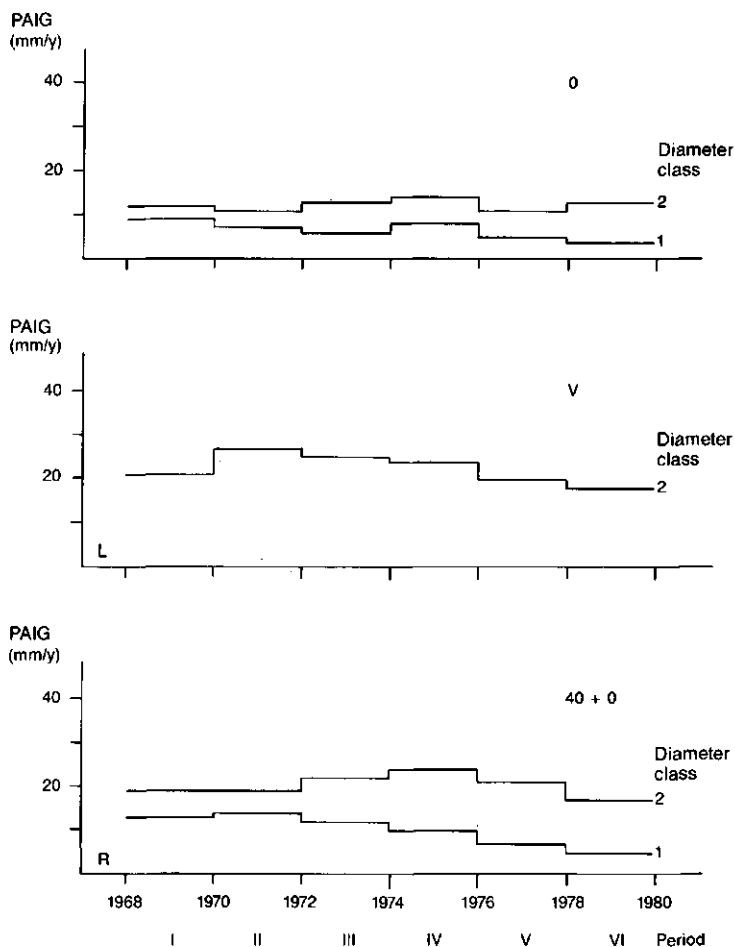 PAIG
(mm/y)
40
0
20
Diameter
class
2
1
PAIG
(mm/y)
40
V
Diameter
class
20
2
L
PAIG
(mm/y)
40
40 + 0
Diameter
class
20
2
1
R
1968 1970 1972 1974 1976 1978 1980
I II III IV V VI Period